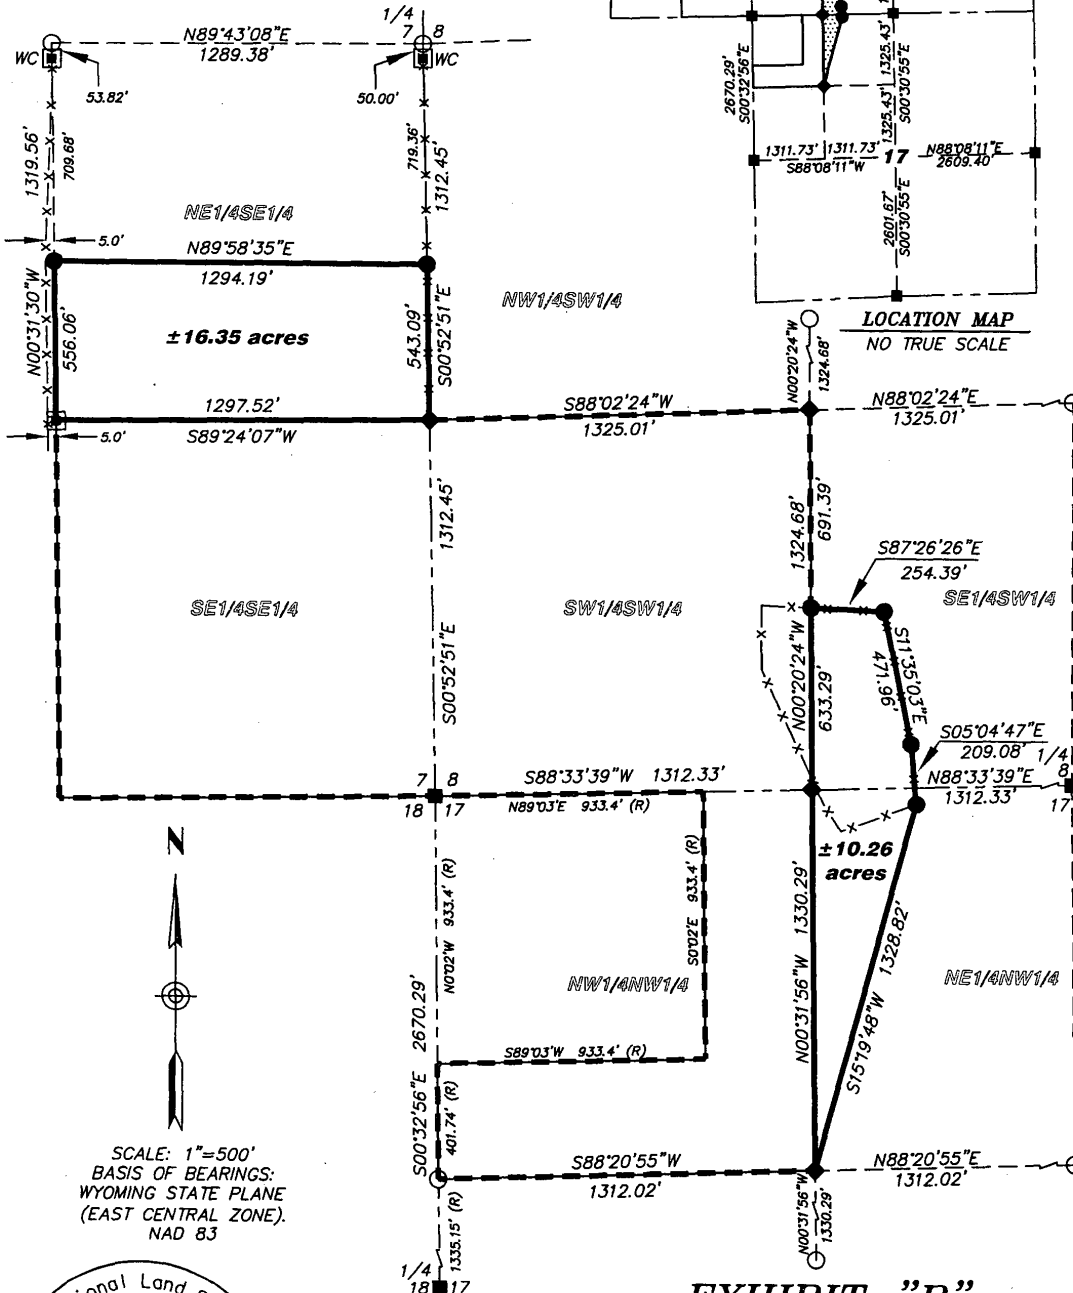 1/4
N89°43'08"E
7 8
1289.38'
WC
WC
53.82'
50.00'
1319.56'
709.68'
719.36'
1312.45'
NE1/4SE1/4
5.0'
N89°58'35"E
1294.19'
N00°31'30"W
556.06'
±16.35 acres
543.09'
S00°52'51"E
1297.52'
S89°24'07"W
5.0'
NW1/4SW1/4
2670.29'
S00°32'56"E
1325.43'
1325.43'
S00°30'55"E
1311.73'
1311.73'
S88°08'11"W
17
N88°08'11"E
2609.40'
2601.67'
S00°30'55"E
LOCATION MAP
NO TRUE SCALE
N00°20'24"W
1324.68'
S88°02'24"W
1325.01'
N88°02'24"E
1325.01'
1312.45'
S00°52'51"E
1324.68'
691.39'
S87°26'26"E
254.39'
SE1/4SE1/4
SW1/4SW1/4
SE1/4SW1/4
N00°20'24"W
633.29'
S11°35'03"E
471.96'
S05°04'47"E
209.08'
1/4
8
17
7 8
18 17
S88°33'39"W 1312.33'
N89°03'E 933.4' (R)
N88°33'39"E
1312.33'
±10.26
acres
N
N0°02'W 933.4' (R)
S0°02'E 933.4' (R)
1330.29'
N00°31'56"W
1328.82'
S15°19'48"W
NW1/4NW1/4
NE1/4NW1/4
2670.29'
S00°32'56"E
S89°03'W 933.4' (R)
401.74' (R)
S88°20'55"W
1312.02'
N88°20'55"E
1312.02'
N00°31'56"W
1330.29'
1335.15' (R)
1/4
18 17
SCALE: 1"=500'
BASIS OF BEARINGS:
WYOMING STATE PLANE
(EAST CENTRAL ZONE).
NAD 83
ional Land
EXHIBIT "B"